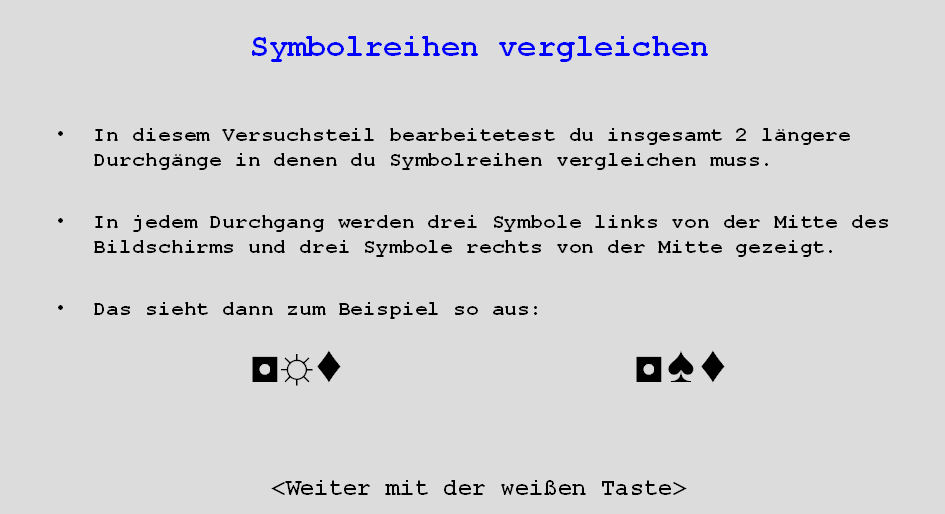 Symbolreihen vergleichen
• In diesem Versuchsteil bearbeitetest du insgesamt 2 längere
Durchgänge in denen du Symbolreihen vergleichen muss.
• In jedem Durchgang werden drei Symbole links von der Mitte des
Bildschirms und drei Symbole rechts von der Mitte gezeigt.
• Das sieht dann zum Beispiel so aus:
◘☼♦ ◘♠♦
<Weiter mit der weißen Taste>